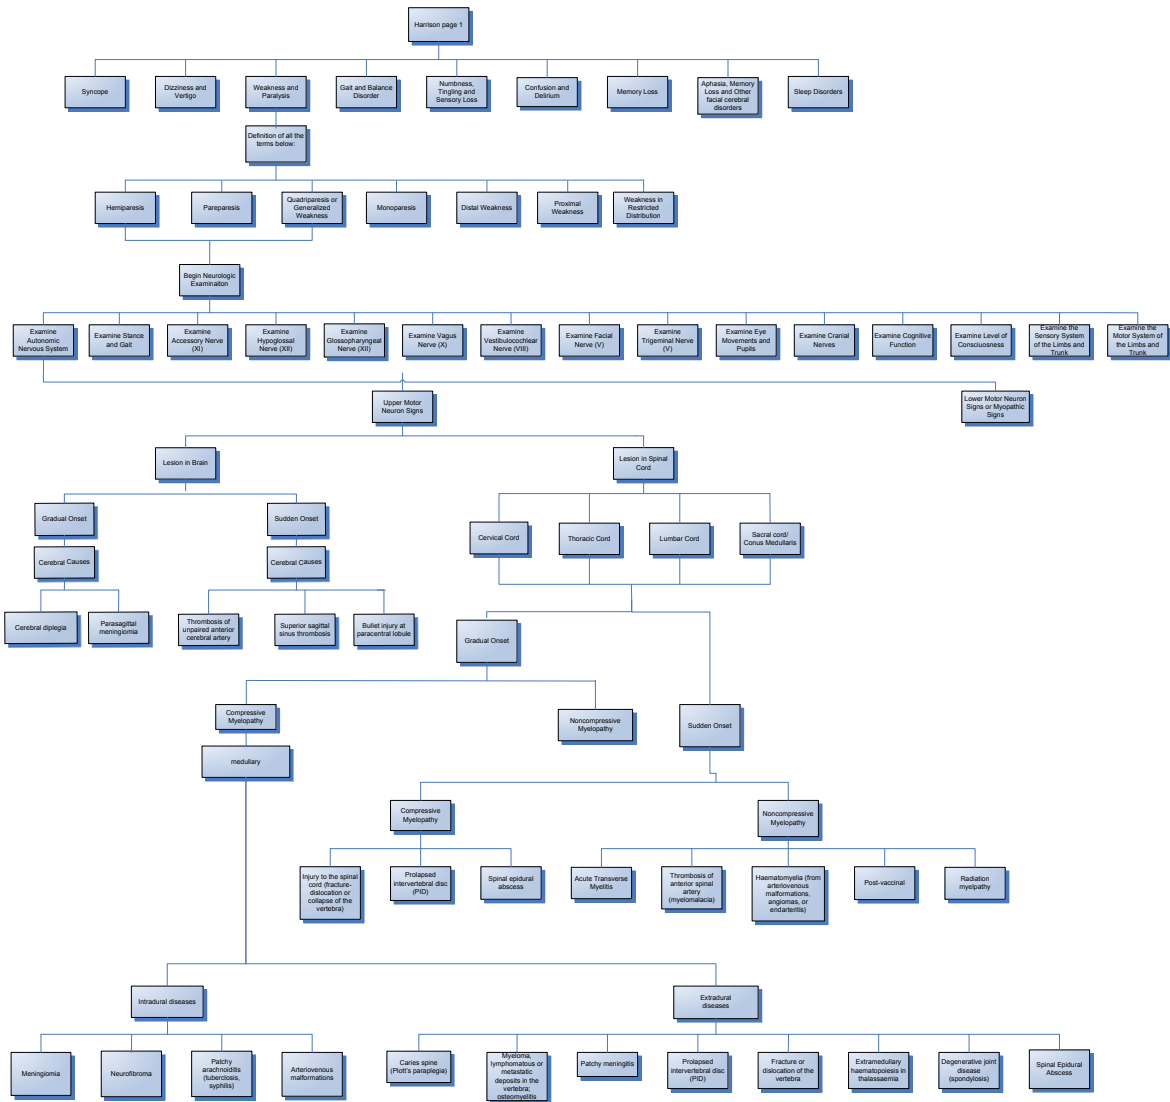 Harrison page 1
Syncope
Dizziness and
Vertigo
Weakness and
Paralysis
Gait and Balance
Disorder
Numbness,
Tingling and
Sensory Loss
Confusion and
Delirium
Memory Loss
Aphasia, Memory
Loss and Other
facial cerebral
disorders
Sleep Disorders
Definition of all the
terms below:
Hemiparesis
Pareparesis
Quadriparesis or
Generalized
Weakness
Monoparesis
Distal Weakness
Proximal
Weakness
Weakness in
Restricted
Distribution
Begin Neurologic
Examinaiton
Examine
Autonomic
Nervous System
Examine Stance
and Gait
Examine
Accessory Nerve
(XI)
Examine
Hypoglossal
Nerve (XII)
Examine
Glossopharyngeal
Nerve (XII)
Examine Vagus
Nerve (X)
Examine
Vestibulocochlear
Nerve (VIII)
Examine Facial
Nerve (V)
Examine
Trigeminal Nerve
(V)
Examine Eye
Movements and
Pupils
Examine Cranial
Nerves
Examine Cognitive
Function
Examine Level of
Consciuosness
Examine the
Sensory System
of the Limbs and
Trunk
Examine the
Motor System of
the Limbs and
Trunk
Upper Motor
Neuron Signs
Lower Motor Neuron
Signs or Myopathic
Signs
Lesion in Brain
Lesion in Spinal
Cord
Gradual Onset
Sudden Onset
Cervical Cord
Thoracic Cord
Lumbar Cord
Sacral cord/
Conus Medullaris
Cerebral Causes
Cerebral Causes
Cerebral diplegia
Parasagittal
meningioma
Thrombosis of
unpaired anterior
cerebral artery
Superior sagittal
sinus thrombosis
Bullet injury at
paracentral lobule
Gradual Onset
Compressive
Myelopathy
Noncompressive
Myelopathy
Sudden Onset
medullary
Compressive
Myelopathy
Noncompressive
Myelopathy
Injury to the spinal
cord (fracture-
dislocation or
collapse of the
vertebra)
Prolapsed
intervertebral disc
(PID)
Spinal epidural
abscess
Acute Transverse
Myelitis
Thrombosis of
anterior spinal
artery
(myelomalacia)
Haematomyelia (from
arteriovenous
malformations,
angiomas, or
endarteritis)
Post-vaccinal
Radiation
myelpathy
Intradural diseases
Extradural
diseases
Meningiomia
Neurofibroma
Patchy
arachnoiditis
(tuberclosis,
syphilis)
Arteriovenous
malformations
Caries spine
(Plott's paraplegia)
Myeloma,
lymphomatous or
metastatic
deposits in the
vertebra;
osteomyelitis
Patchy meningitis
Prolapsed
intervertebral disc
(PID)
Fracture or
dislocation of the
vertebra
Extramedullary
haematopoiesis in
thalassaemia
Degenerative joint
disease
(spondylosis)
Spinal Epidural
Abscess